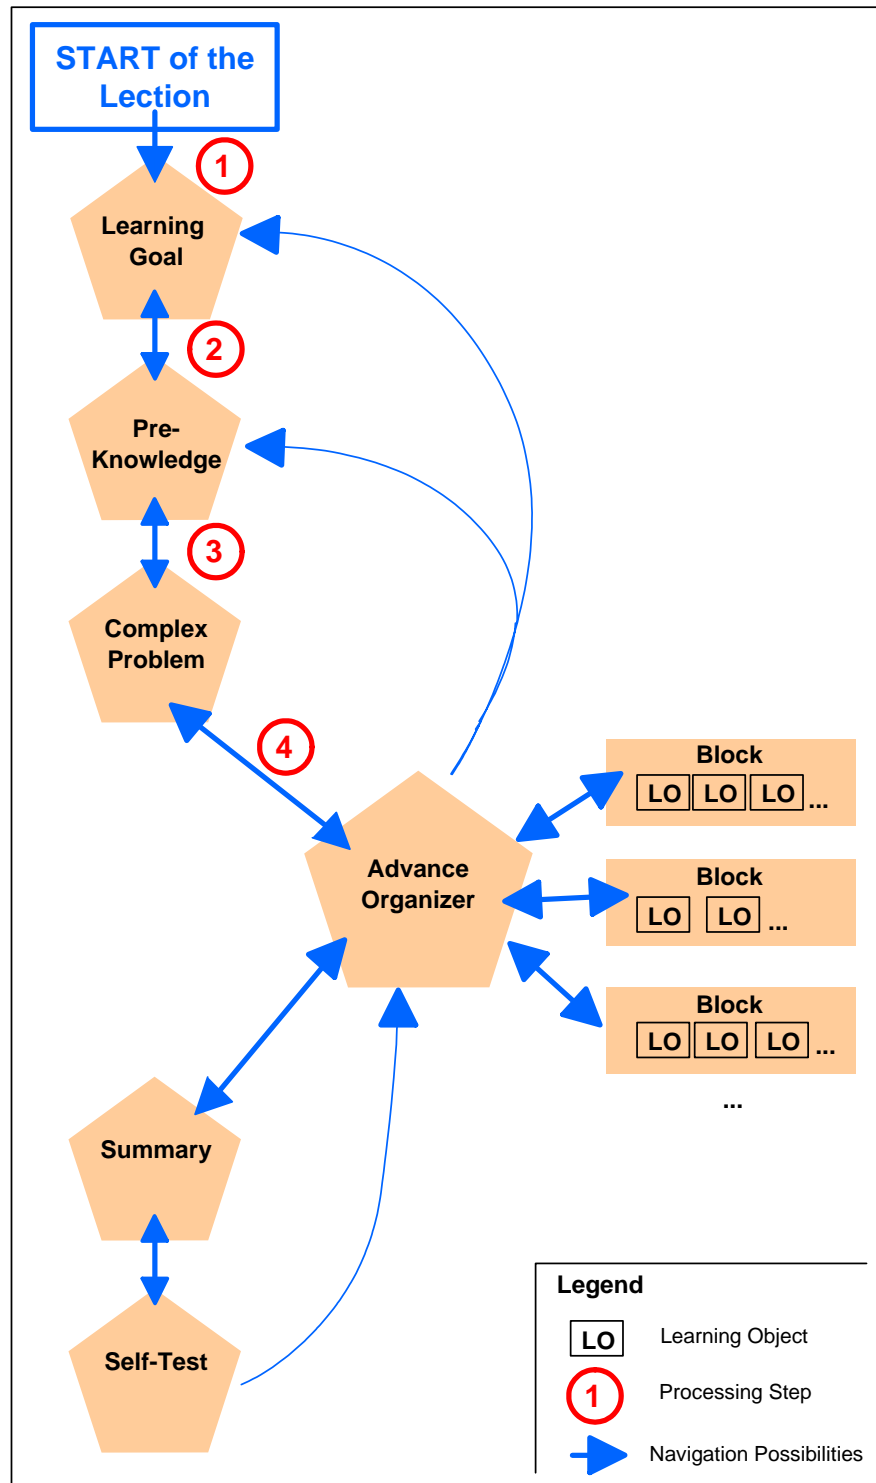 START of the
Lection
1
Learning
Goal
2
Pre-
Knowledge
3
Complex
Problem
4
Advance
Organizer
Block
LO LO LO ...
Block
LO LO ...
Block
LO LO LO ...
...
Summary
Self-Test
Legend
LO Learning Object
1 Processing Step
Navigation Possibilities